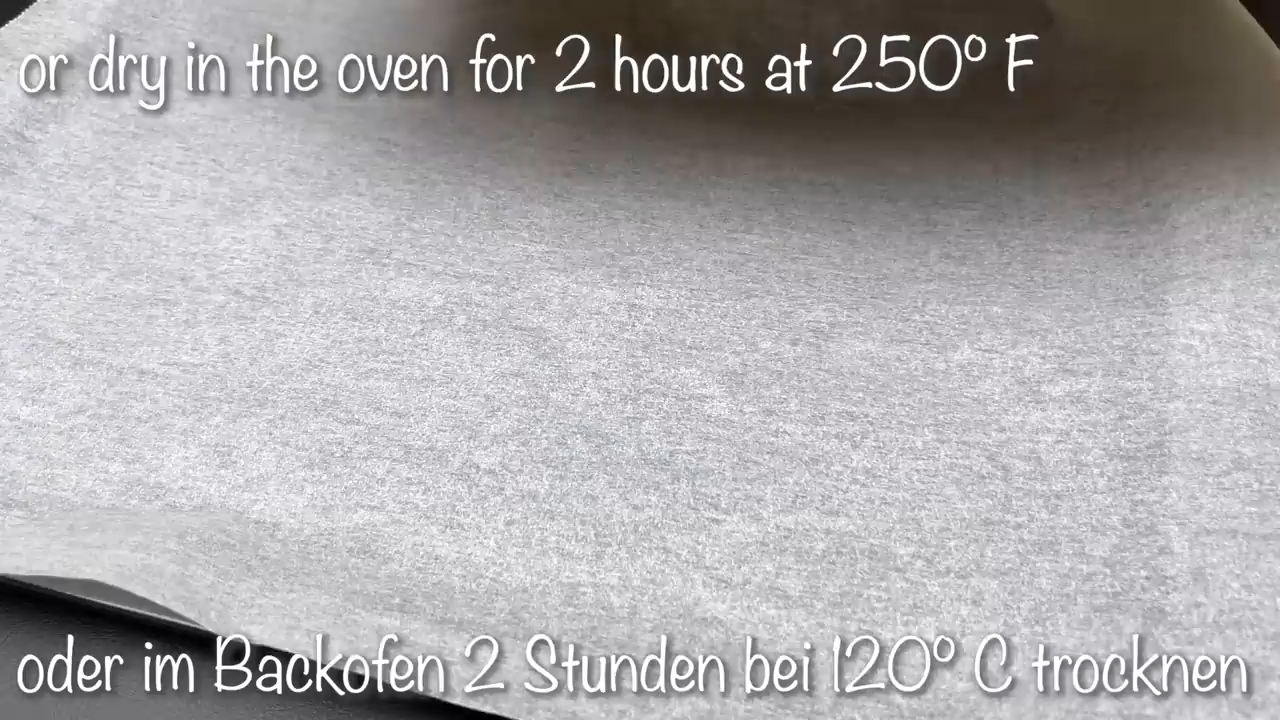 or dry in the oven for 2 hours at 250° F
oder im Backofen 2 Stunden bei 120° C trocknen